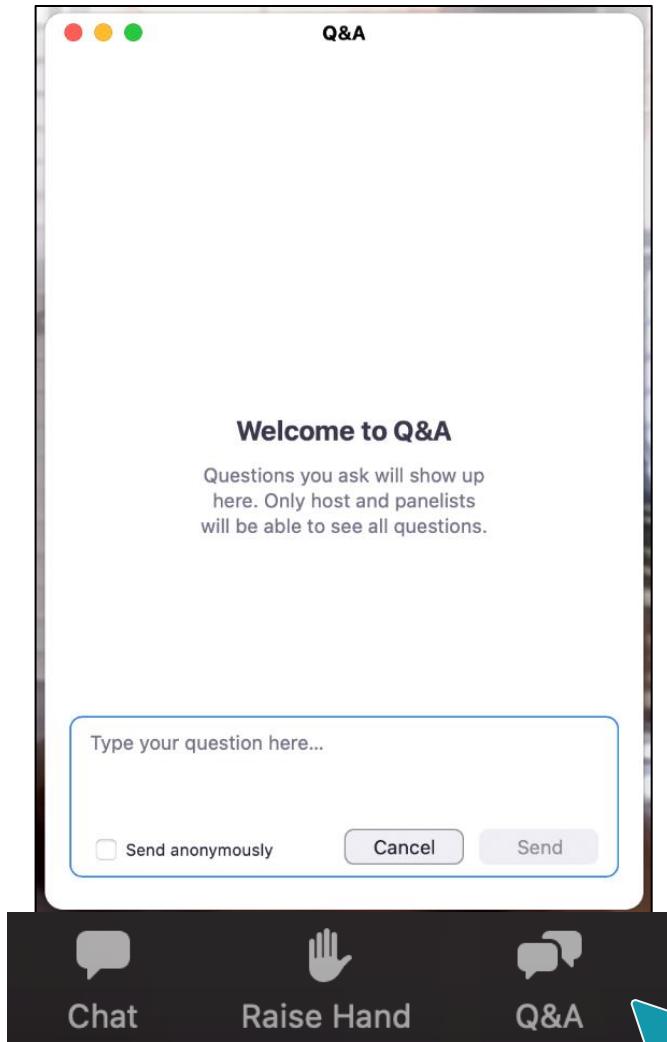 Q&A
Welcome to Q&A
Questions you ask will show up
here. Only host and panelists
will be able to see all questions.
Type your question here...
Send anonymously
Cancel
Send
Chat
Raise Hand
Q&A